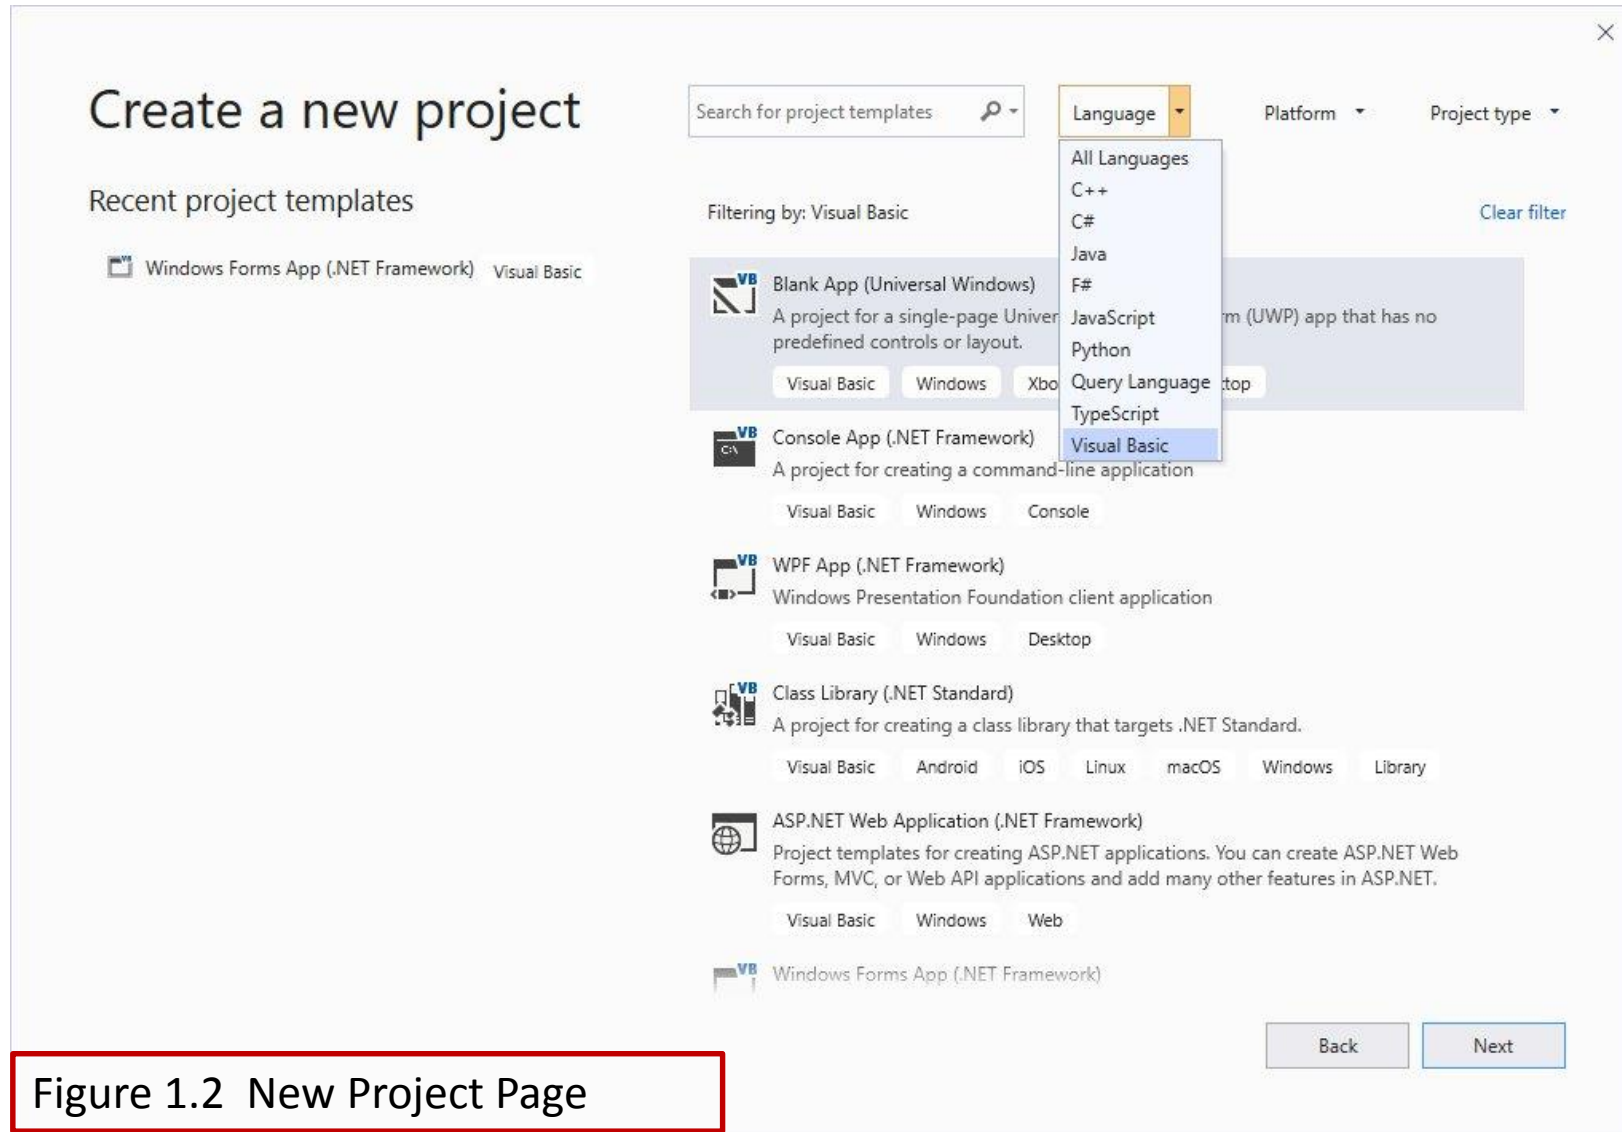 Create a new project
Search for project templates
Language
Platform
Project type
All Languages
C++
C#
Java
F#
JavaScript
Python
Query Language
TypeScript
Visual Basic
Recent project templates
Windows Forms App (.NET Framework) Visual Basic
Filtering by: Visual Basic
Clear filter
VB
Blank App (Universal Windows)
A project for a single-page Univer
rm (UWP) app that has no
predefined controls or layout.
Visual Basic Windows Xbo top
VB
C:\
Console App (.NET Framework)
A project for creating a command-line application
Visual Basic Windows Console
VB
WPF App (.NET Framework)
Windows Presentation Foundation client application
Visual Basic Windows Desktop
VB
Class Library (.NET Standard)
A project for creating a class library that targets .NET Standard.
Visual Basic Android iOS Linux macOS Windows Library
ASP.NET Web Application (.NET Framework)
Project templates for creating ASP.NET applications. You can create ASP.NET Web
Forms, MVC, or Web API applications and add many other features in ASP.NET.
Visual Basic Windows Web
VB
Windows Forms App (.NET Framework)
Back
Next
Figure 1.2 New Project Page